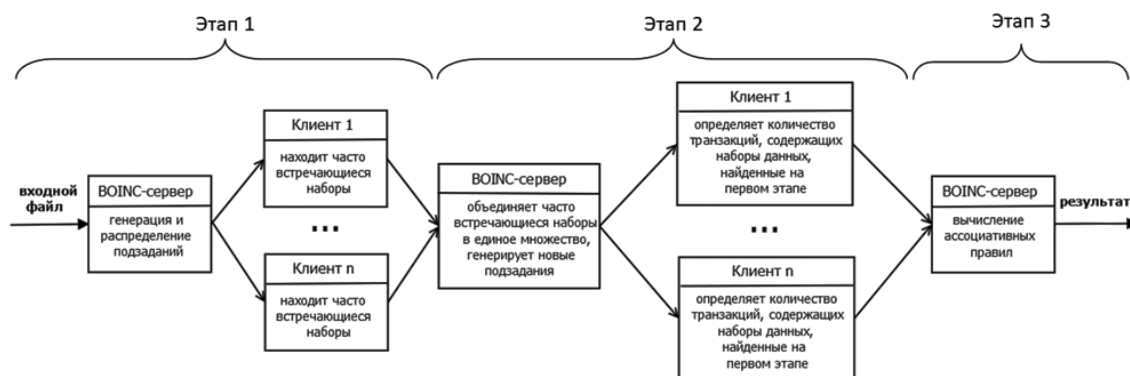 Этап 1
Этап 2
Этап 3
входной
файл
BOINC-сервер
генерация и
распределение
подзаданий
Клиент 1
находит часто
встречающиеся
наборы
...
Клиент n
находит часто
встречающиеся
наборы
BOINC-сервер
объединяет часто
встречающиеся наборы
в единое множество,
генерирует новые
подзадания
Клиент 1
определяет количество
транзакций, содержащих
наборы данных,
найденные на
первом этапе
...
Клиент n
определяет количество
транзакций, содержащих
наборы данных,
найденные на
первом этапе
BOINC-сервер
вычисление
ассоциативных
правил
результат